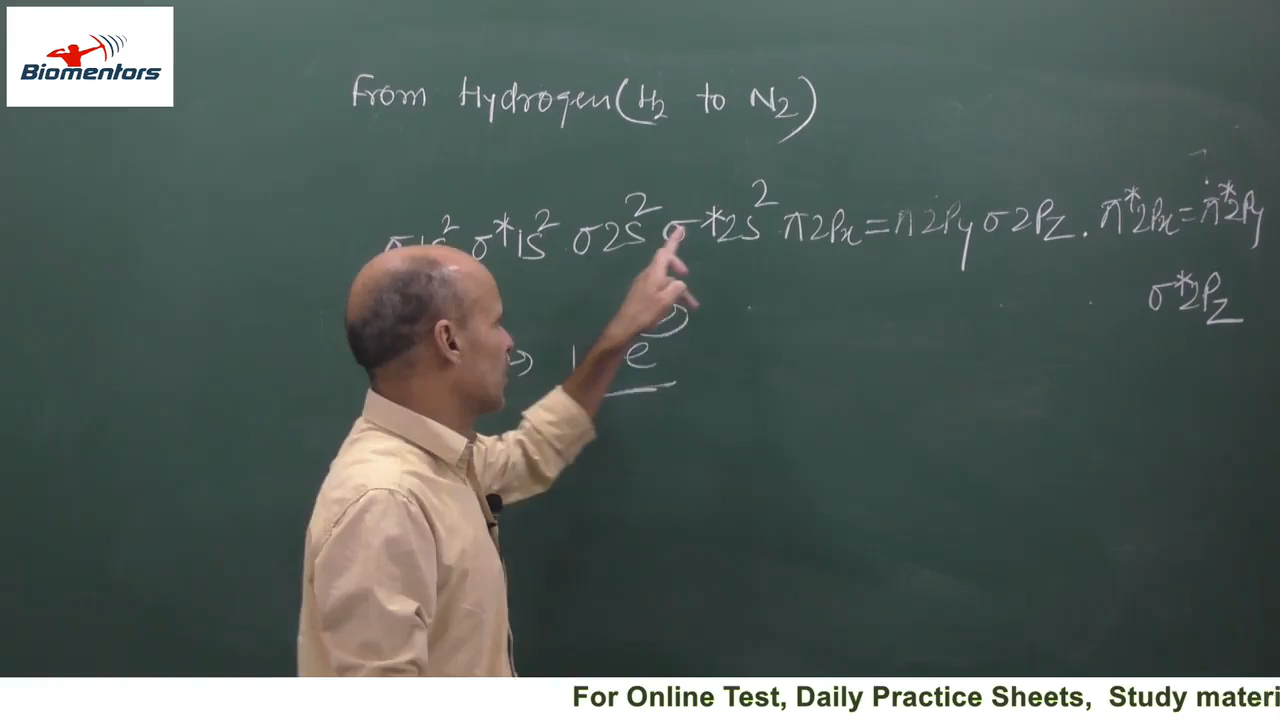 Biomentors
From Hydrogen(H₂ to N₂)
σ1s² σ*1s² σ2s² σ*2s² π2Px=π2Py σ2Pz. π*2Px=π*2Py
σ*2Pz
→ e
For Online Test, Daily Practice Sheets, Study materi